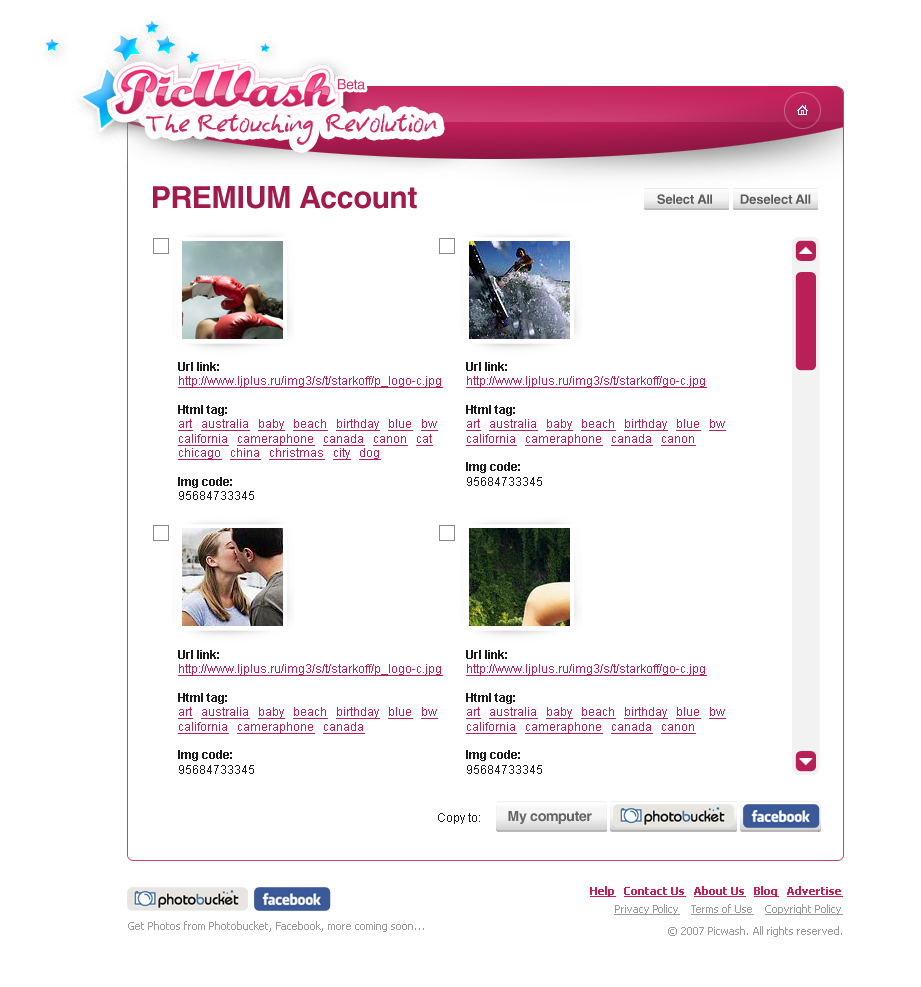 PicWash Beta
The Retouching Revolution
PREMIUM Account
Select All Deselect All
Url link:
http://www.ljplus.ru/img3/s/t/starkoff/p_logo-c.jpg
Html tag:
art australia baby beach birthday blue bw
california cameraphone canada canon cat
chicago china christmas city dog
Img code:
95684733345
Url link:
http://www.ljplus.ru/img3/s/t/starkoff/go-c.jpg
Html tag:
art australia baby beach birthday blue bw
california cameraphone canada canon
Img code:
95684733345
Url link:
http://www.ljplus.ru/img3/s/t/starkoff/p_logo-c.jpg
Html tag:
art australia baby beach birthday blue bw
california cameraphone canada
Img code:
95684733345
Url link:
http://www.ljplus.ru/img3/s/t/starkoff/go-c.jpg
Html tag:
art australia baby beach birthday blue bw
california cameraphone canada canon
Img code:
95684733345
Copy to: My computer photobucket facebook
photobucket facebook
Get Photos from Photobucket, Facebook, more coming soon...
Help Contact Us About Us Blog Advertise
Privacy Policy Terms of Use Copyright Policy
© 2007 Picwash. All rights reserved.